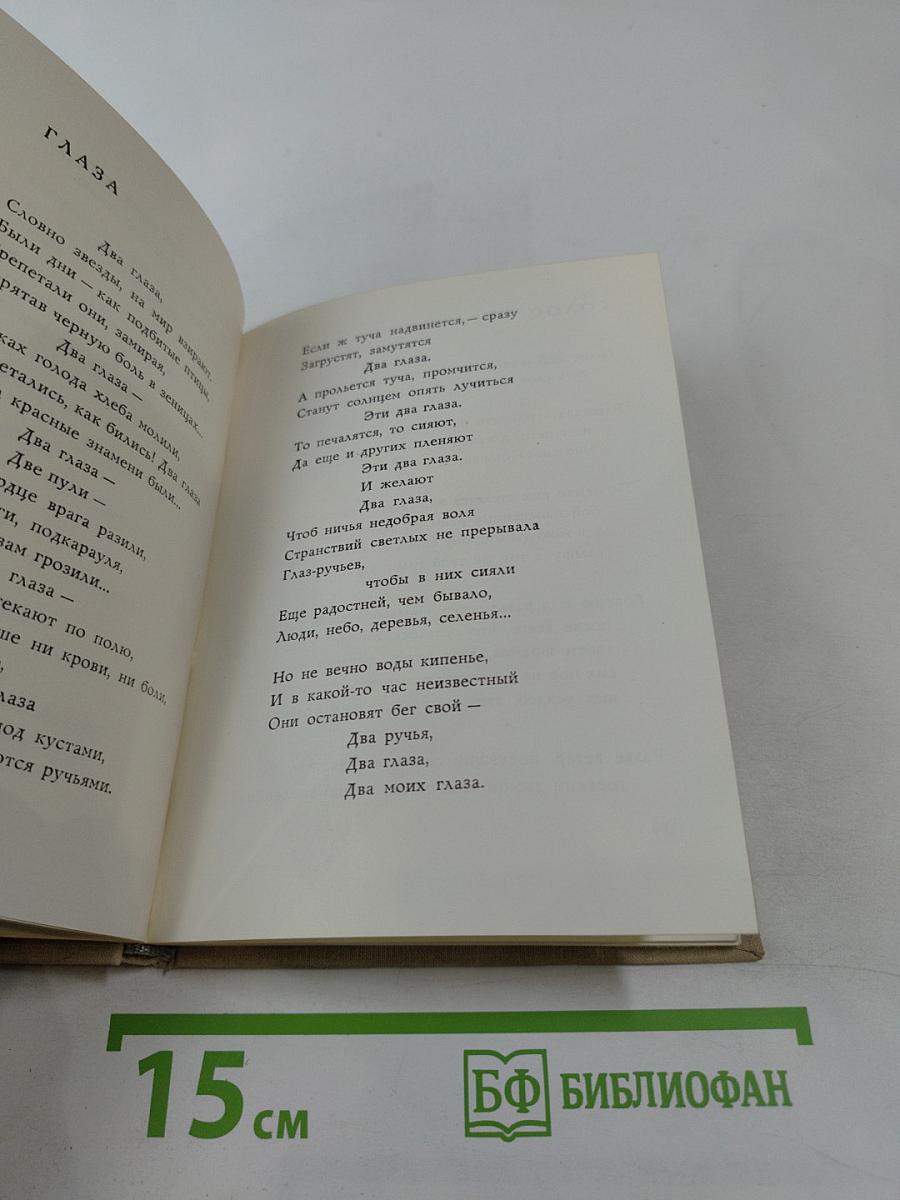 ГЛАЗА
Два глаза,
Словно звезды, на мир взирают.
Были дни — как подбитые птицы,
репетали они, замирая,
рятав черную боль в зеницах...
Два глаза —
ках голода хлеба молили,
етались, как бились! Два глаза
красные знамени были...
Два глаза —
Две пули —
рдце врага разили,
ти, подкарауля,
вам грозили...
глаза —
текают по полю,
ше ни крови, ни боли,
лаза
под кустами,
ются ручьями.
Если ж туча надвинется, — сразу
Загрустят, замутятся
Два глаза.
А прольется туча, промчится,
Станут солнцем опять лучиться
Эти два глаза.
То печалятся, то сияют,
Да еще и других пленяют
Эти два глаза.
И желают
Два глаза,
Чтоб ничья недобрая воля
Странствий светлых не прерывала
Глаз-ручьев,
чтобы в них сияли
Еще радостней, чем бывало,
Люди, небо, деревья, селенья...
Но не вечно воды кипенье,
И в какой-то час неизвестный
Они остановят бег свой —
Два ручья,
Два глаза,
Два моих глаза.
15 см
БФ БИБЛИОФАН